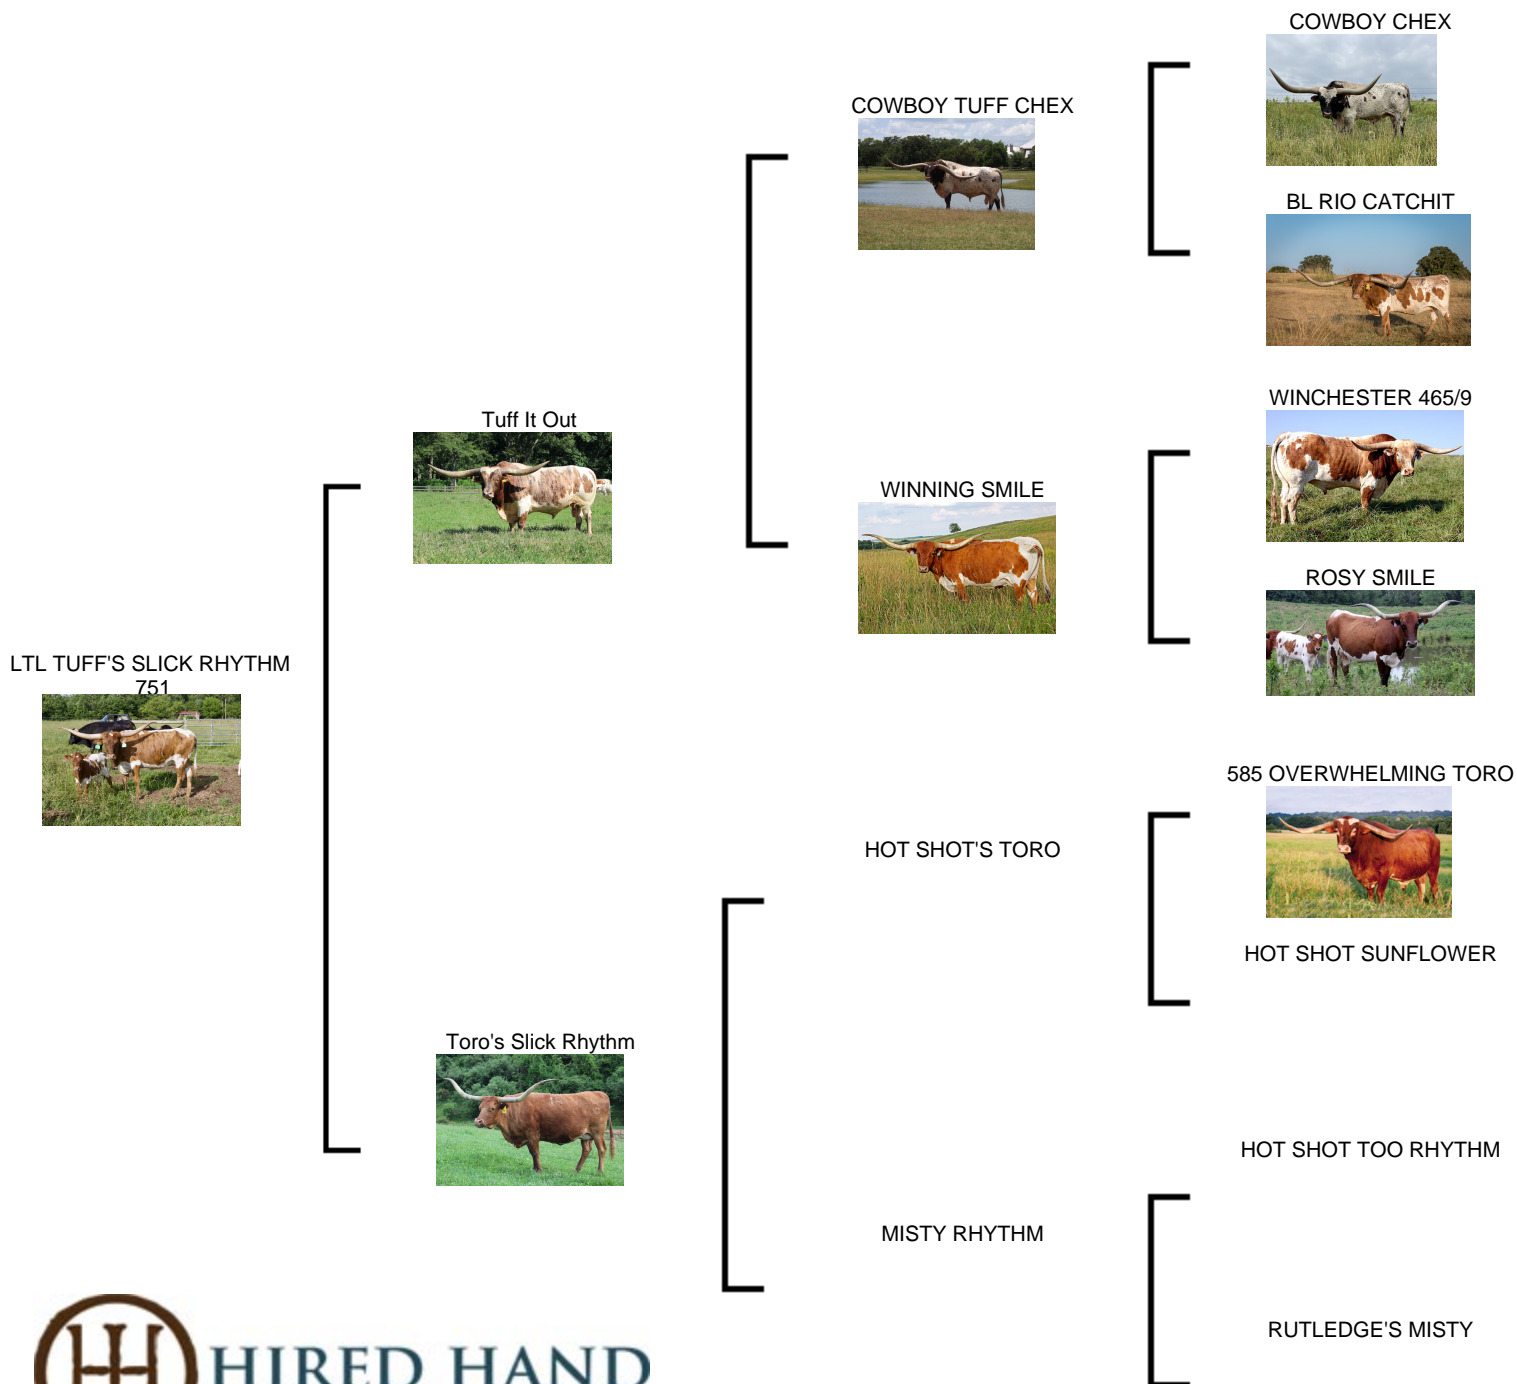 COWBOY CHEX
COWBOY TUFF CHEX
BL RIO CATCHIT
WINCHESTER 465/9
Tuff It Out
WINNING SMILE
ROSY SMILE
LTL TUFF'S SLICK RHYTHM
751
585 OVERWHELMING TORO
HOT SHOT'S TORO
HOT SHOT SUNFLOWER
Toro's Slick Rhythm
HOT SHOT TOO RHYTHM
MISTY RHYTHM
RUTLEDGE'S MISTY
HIRED HAND